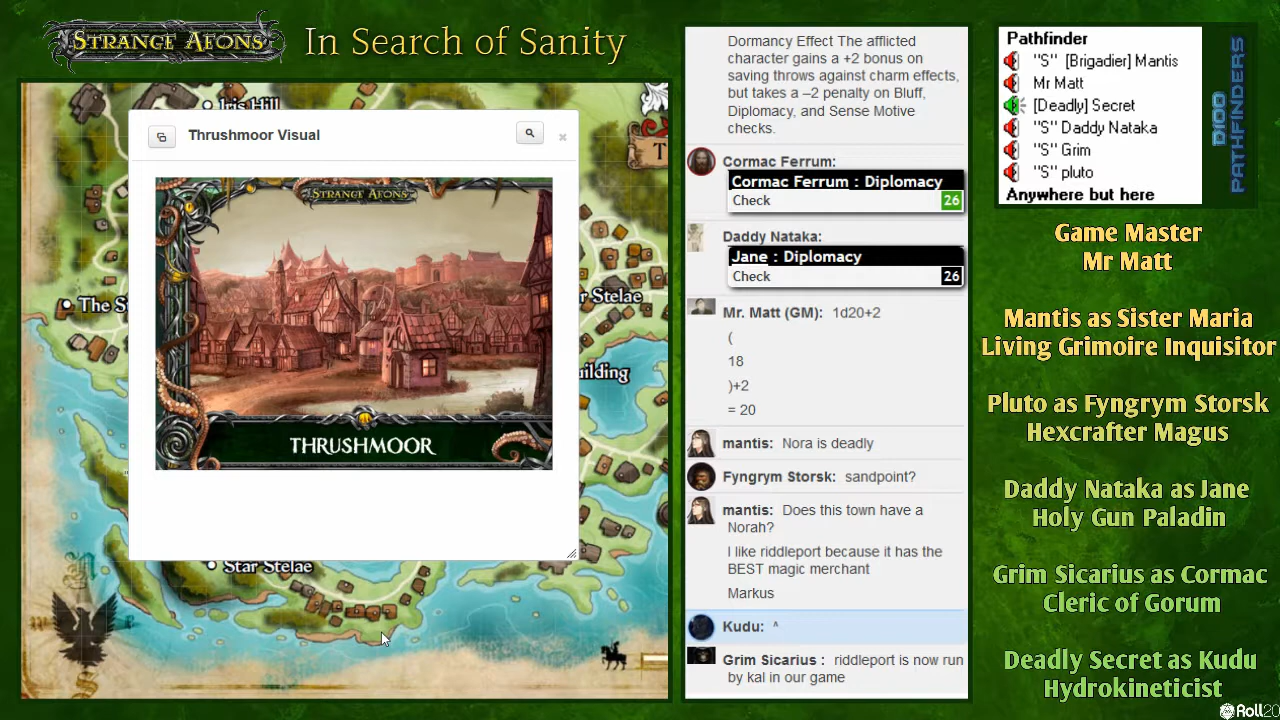 STRANGE AEONS
In Search of Sanity
Iris Hill
T
The S
r Stelae
uilding
Star Stelae
Thrushmoor Visual
STRANGE AEONS
THRUSHMOOR
Dormancy Effect The afflicted
character gains a +2 bonus on
saving throws against charm effects,
but takes a –2 penalty on Bluff,
Diplomacy, and Sense Motive
checks.
Cormac Ferrum:
Cormac Ferrum : Diplomacy
Check 26
Daddy Nataka:
Jane : Diplomacy
Check 26
Mr. Matt (GM): 1d20+2
(
18
)+2
= 20
mantis: Nora is deadly
Fyngrym Storsk: sandpoint?
mantis: Does this town have a
Norah?
I like riddleport because it has the
BEST magic merchant
Markus
Kudu: ^
Grim Sicarius : riddleport is now run
by kal in our game
Pathfinder
"S" [Brigadier] Mantis
Mr Matt
[Deadly] Secret
"S" Daddy Nataka
"S" Grim
"S" pluto
Anywhere but here
DIOO
PATHFINDERS
Game Master
Mr Matt
Mantis as Sister Maria
Living Grimoire Inquisitor
Pluto as Fyngrym Storsk
Hexcrafter Magus
Daddy Nataka as Jane
Holy Gun Paladin
Grim Sicarius as Cormac
Cleric of Gorum
Deadly Secret as Kudu
Hydrokineticist
Roll20